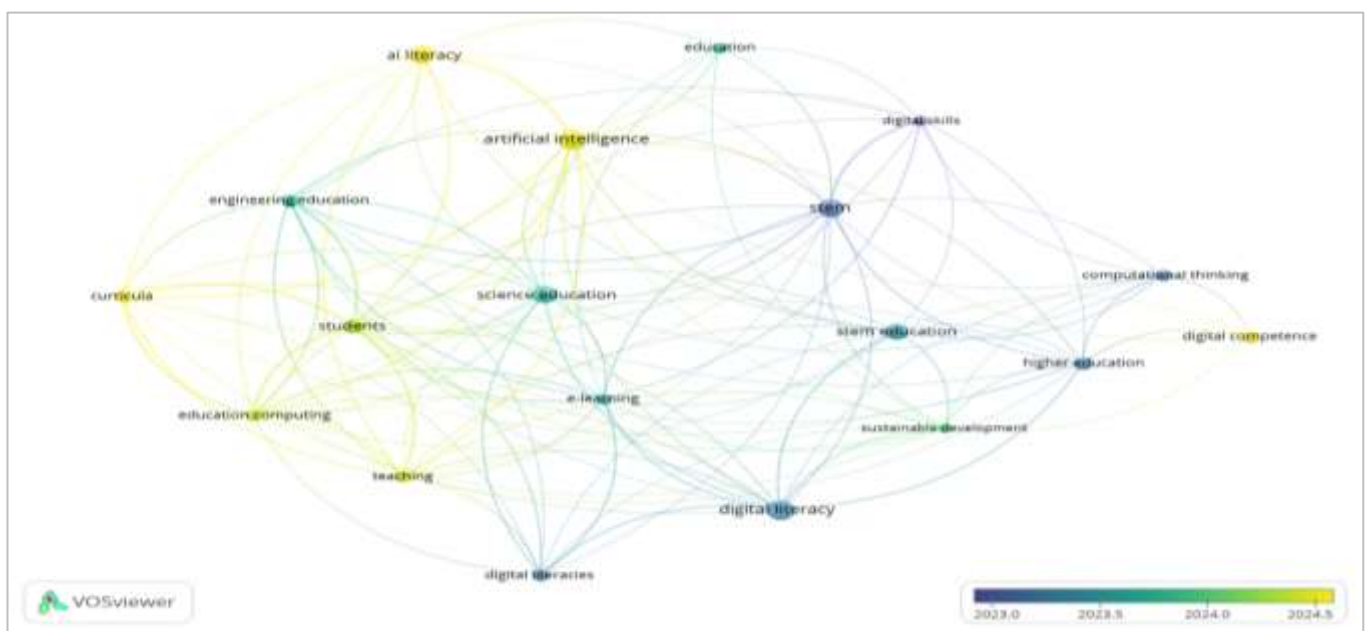 education
ai literacy
digital skills
artificial intelligence
engineering education
stem
computational thinking
curricula
science education
students
stem education
digital competence
higher education
e-learning
education computing
sustainable development
teaching
digital literacy
digital literacies
VOSviewer
2023.0 2023.5 2024.0 2024.5